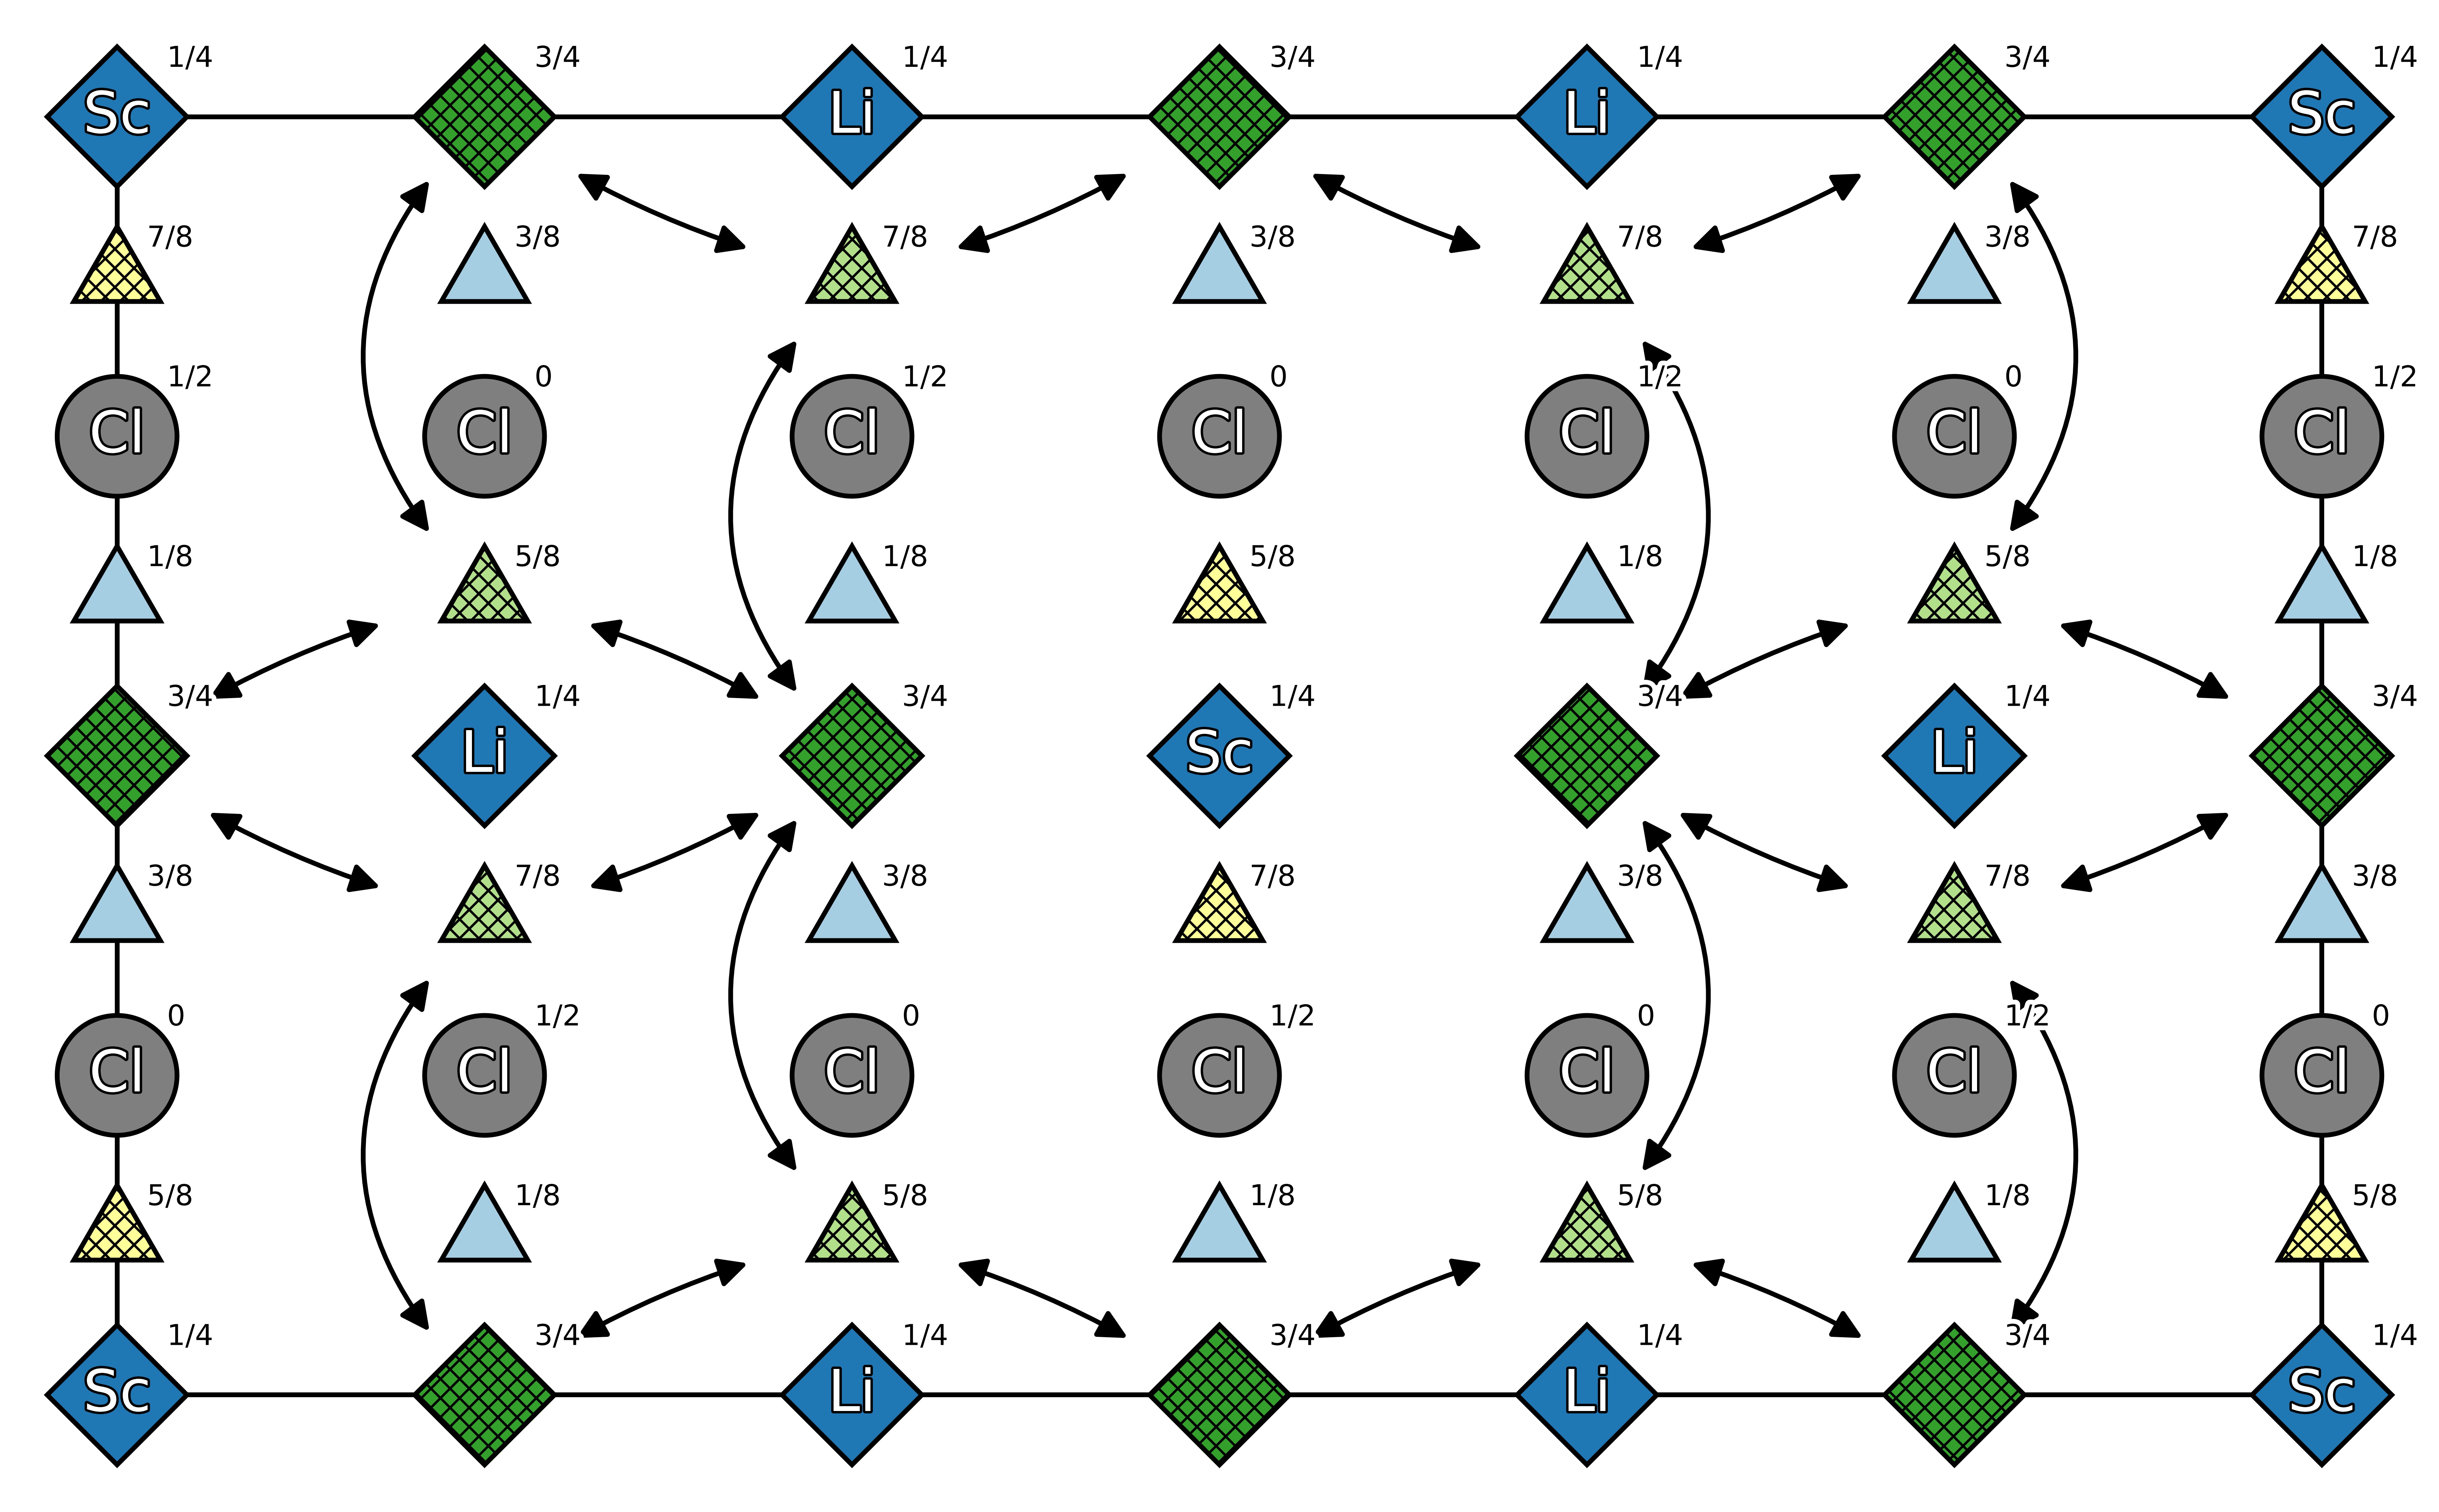 1/4 3/4 1/4 3/4 1/4 3/4 1/4
Sc Li Li Sc
7/8 3/8 7/8 3/8 7/8 3/8 7/8
1/2 0 1/2 0 1/2 0 1/2
Cl Cl Cl Cl Cl Cl Cl
1/8 5/8 1/8 5/8 1/8 5/8 1/8
3/4 1/4 3/4 1/4 3/4 1/4 3/4
Li Sc Li
3/8 7/8 3/8 7/8 3/8 7/8 3/8
0 1/2 0 1/2 0 1/2 0
Cl Cl Cl Cl Cl Cl Cl
5/8 1/8 5/8 1/8 5/8 1/8 5/8
1/4 3/4 1/4 3/4 1/4 3/4 1/4
Sc Li Li Sc